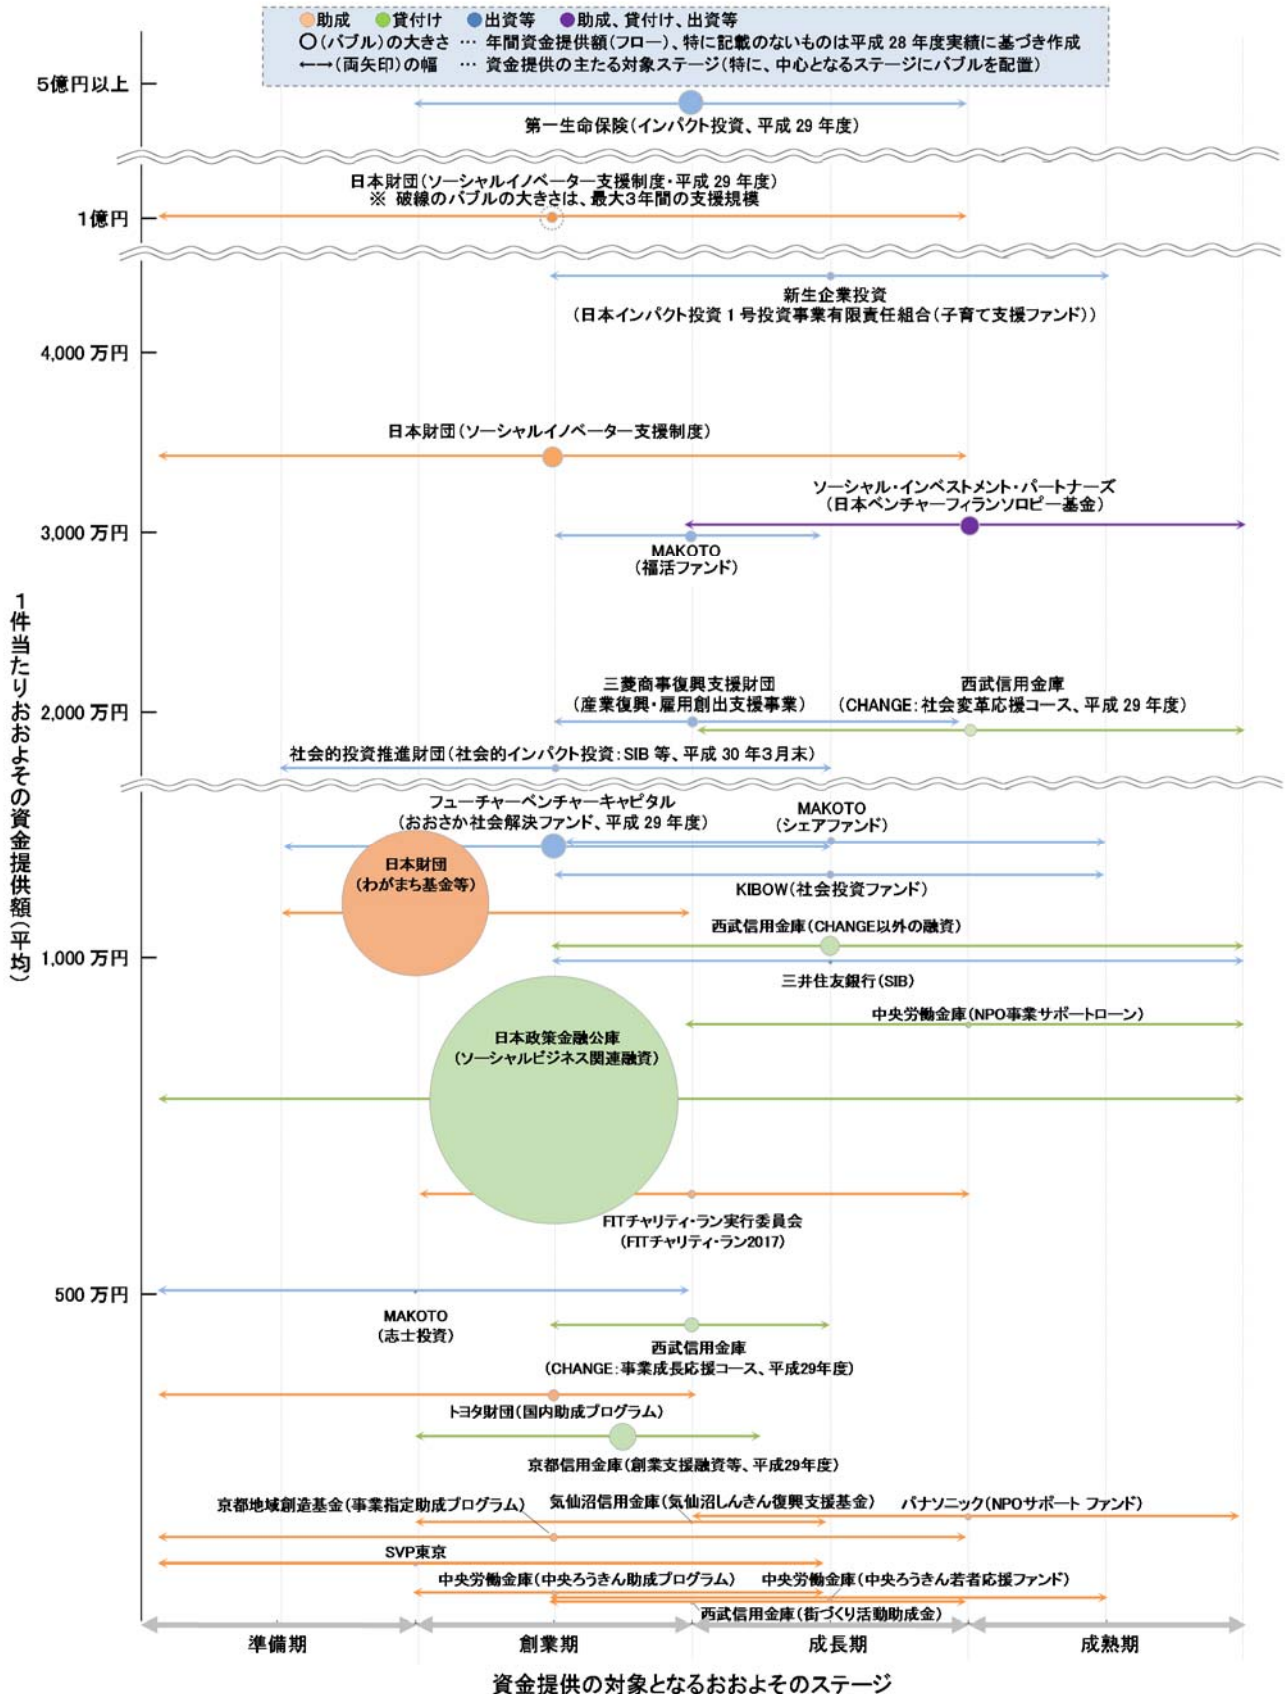 助成 貸付け 出資等 助成、貸付け、出資等
○(バブル)の大きさ … 年間資金提供額(フロー)、特に記載のないものは平成 28 年度実績に基づき作成
←→(両矢印)の幅 … 資金提供の主たる対象ステージ(特に、中心となるステージにバブルを配置)
5億円以上
第一生命保険(インパクト投資、平成 29 年度)
日本財団(ソーシャルイノベーター支援制度・平成 29 年度)
※ 破線のバブルの大きさは、最大3年間の支援規模
1億円
新生企業投資
(日本インパクト投資 1 号投資事業有限責任組合(子育て支援ファンド))
4,000 万円
日本財団(ソーシャルイノベーター支援制度)
ソーシャル・インベストメント・パートナーズ
(日本ベンチャーフィランソロピー基金)
3,000 万円
MAKOTO
(福活ファンド)
1件当たりおおよその資金提供額(平均)
三菱商事復興支援財団
(産業復興・雇用創出支援事業)
西武信用金庫
(CHANGE:社会変革応援コース、平成 29 年度)
2,000 万円
社会的投資推進財団(社会的インパクト投資:SIB 等、平成 30 年3月末)
フューチャーベンチャーキャピタル
(おおさか社会解決ファンド、平成 29 年度)
MAKOTO
(シェアファンド)
日本財団
(わがまち基金等)
KIBOW(社会投資ファンド)
西武信用金庫(CHANGE以外の融資)
1,000 万円
三井住友銀行(SIB)
中央労働金庫(NPO事業サポートローン)
日本政策金融公庫
(ソーシャルビジネス関連融資)
FITチャリティ・ラン実行委員会
(FITチャリティ・ラン2017)
500 万円
MAKOTO
(志士投資)
西武信用金庫
(CHANGE:事業成長応援コース、平成29年度)
トヨタ財団(国内助成プログラム)
京都信用金庫(創業支援融資等、平成29年度)
京都地域創造基金(事業指定助成プログラム)
気仙沼信用金庫(気仙沼しんきん復興支援基金)
パナソニック(NPOサポート ファンド)
SVP東京
中央労働金庫(中央ろうきん助成プログラム)
中央労働金庫(中央ろうきん若者応援ファンド)
西武信用金庫(街づくり活動助成金)
準備期 創業期 成長期 成熟期
資金提供の対象となるおおよそのステージ